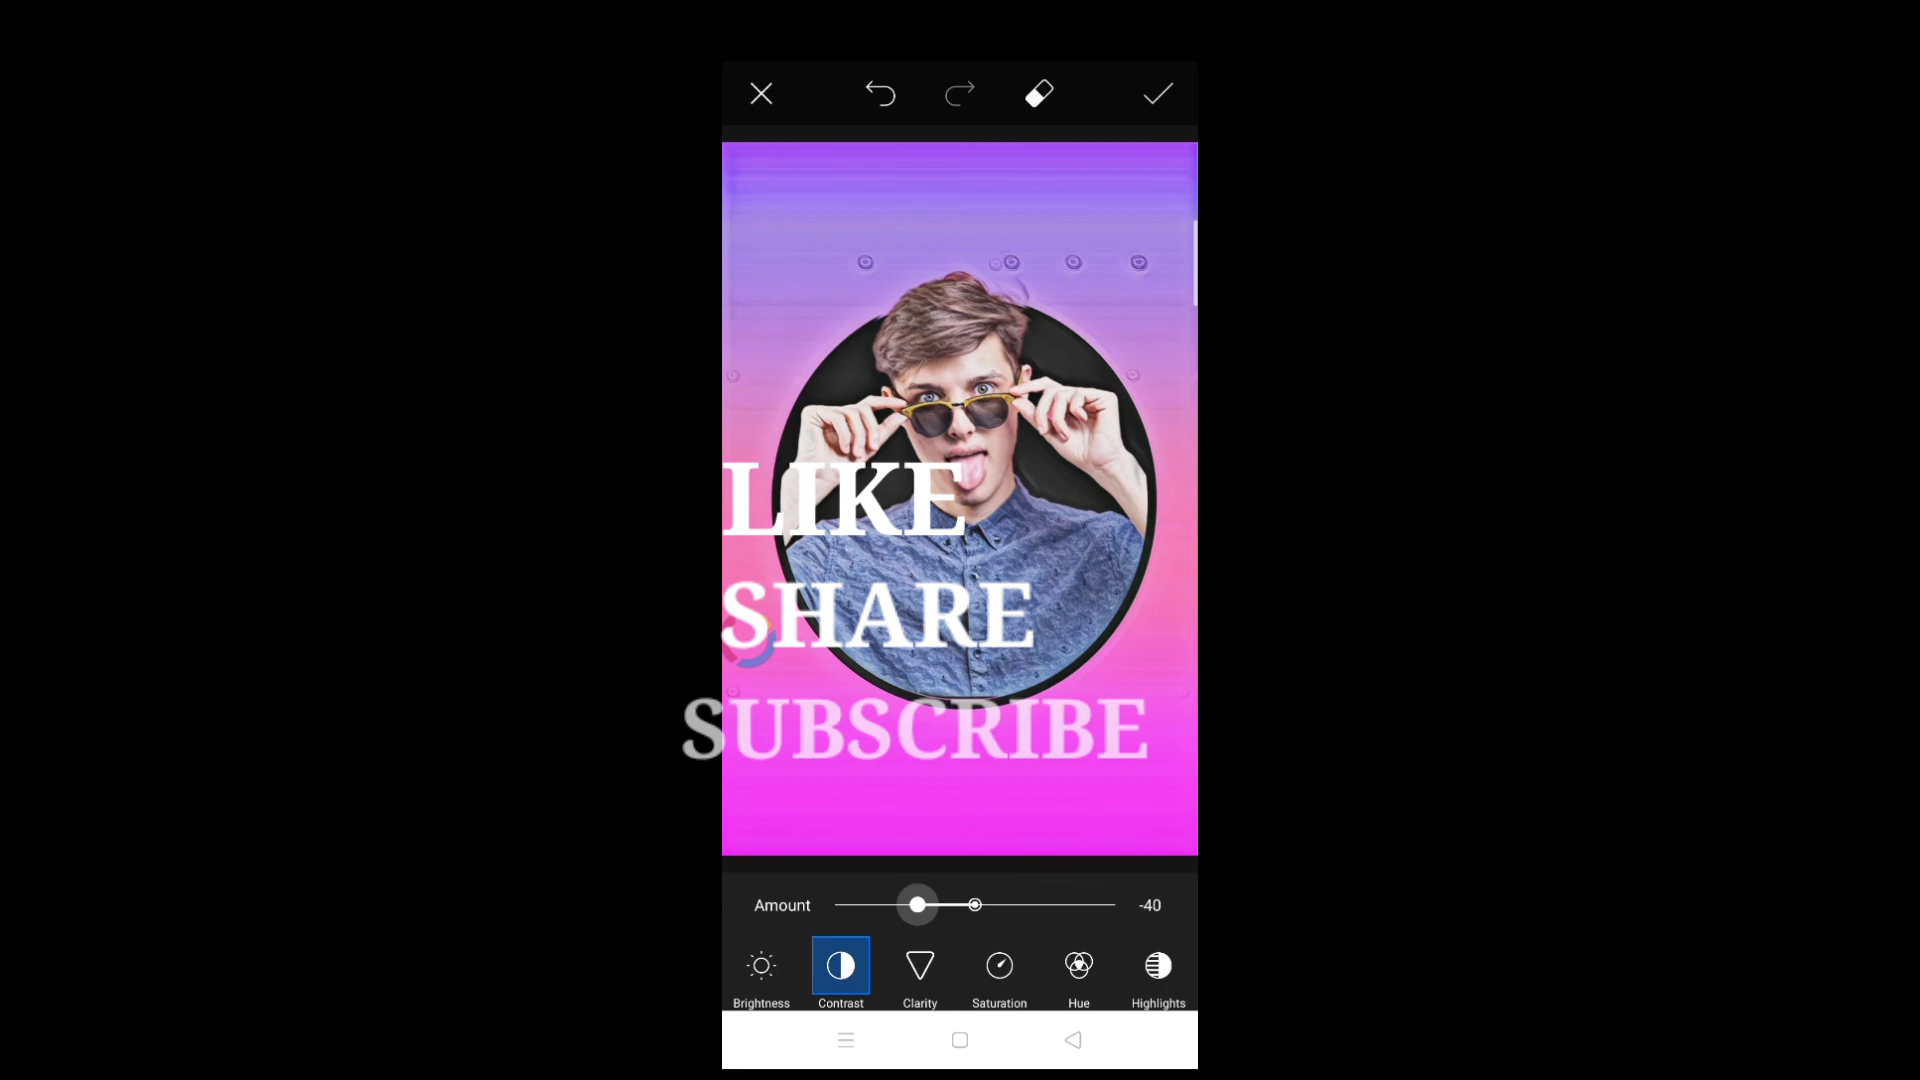 LIKE
SHARE
SUBSCRIBE
Amount -40
Brightness Contrast Clarity Saturation Hue Highlights